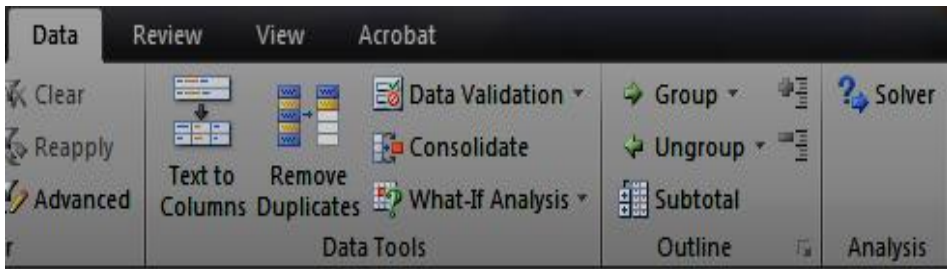 Data Review View Acrobat
Clear
Reapply
Advanced
Text to
Columns
Remove
Duplicates
Data Validation
Consolidate
What-If Analysis
Data Tools
Group
Ungroup
Subtotal
Outline
Solver
Analysis